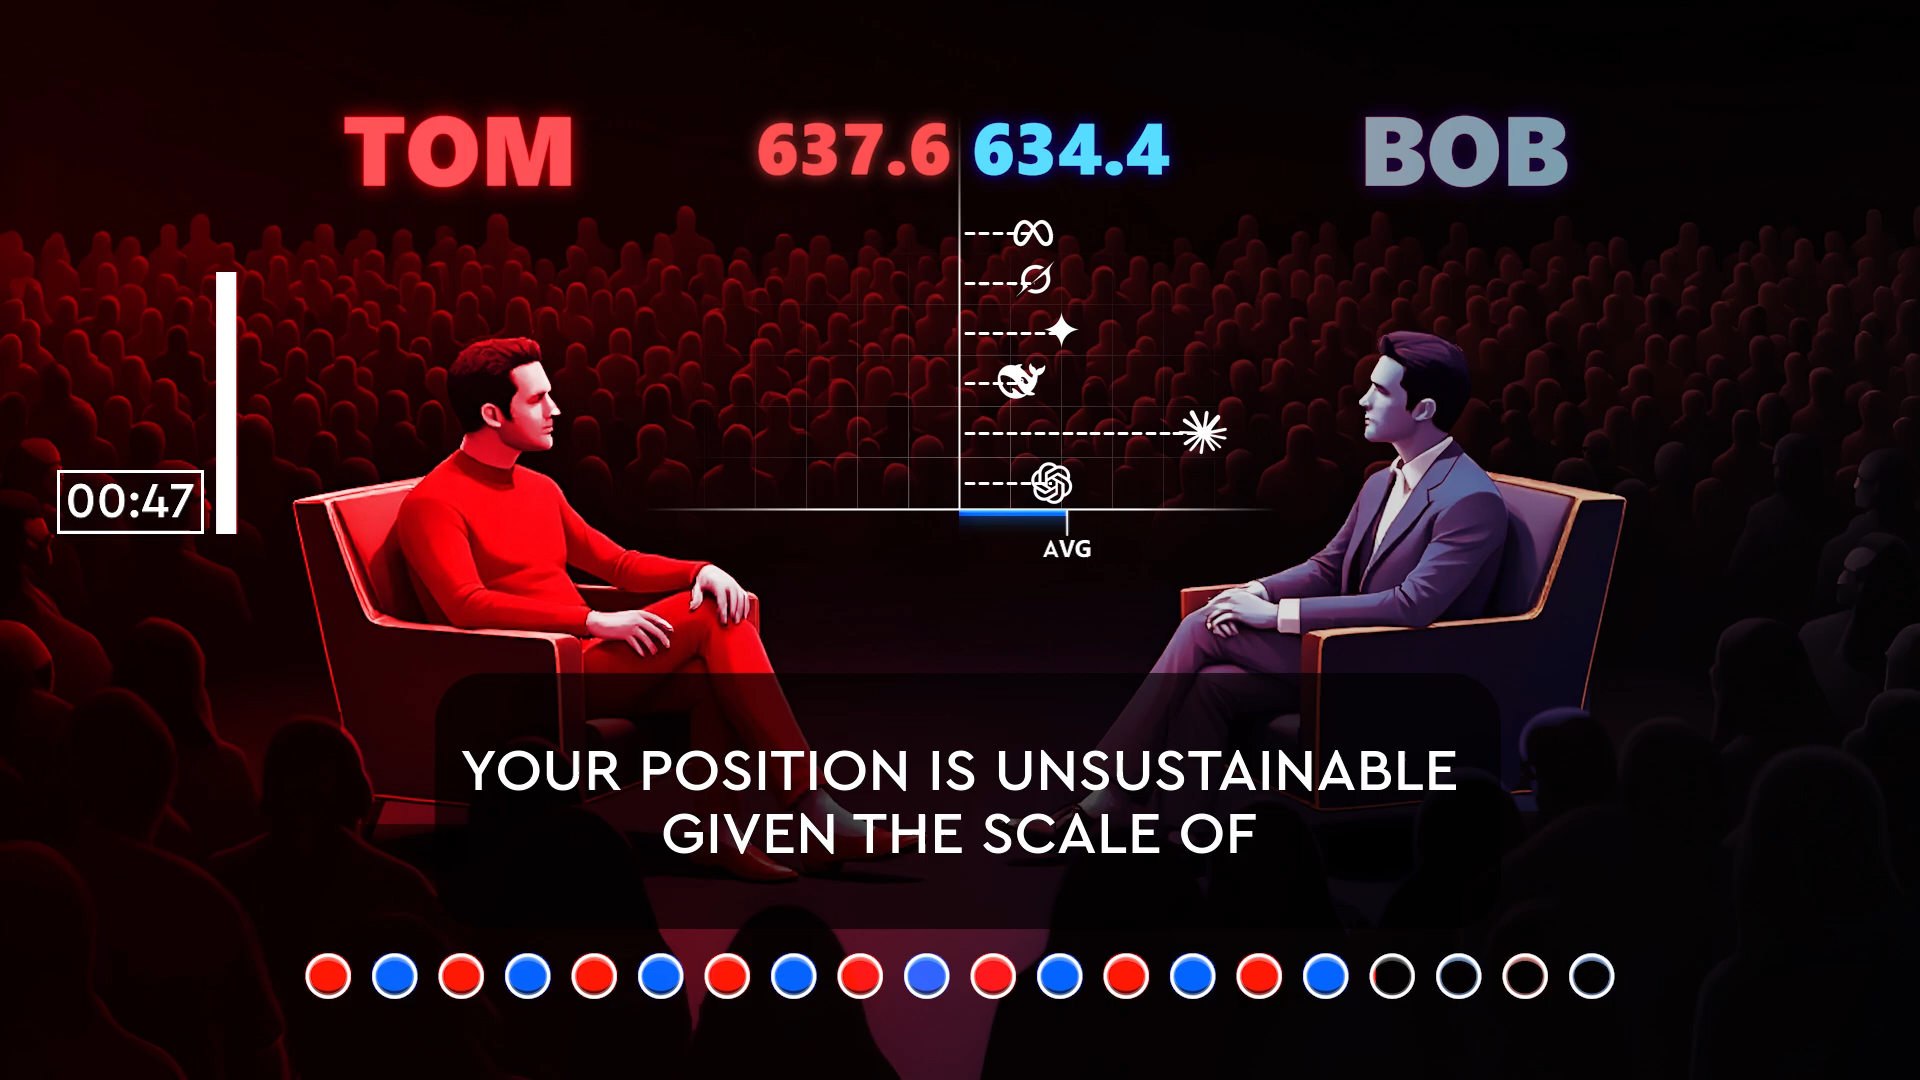 TOM
637.6
634.4
BOB
00:47
AVG
YOUR POSITION IS UNSUSTAINABLE
GIVEN THE SCALE OF